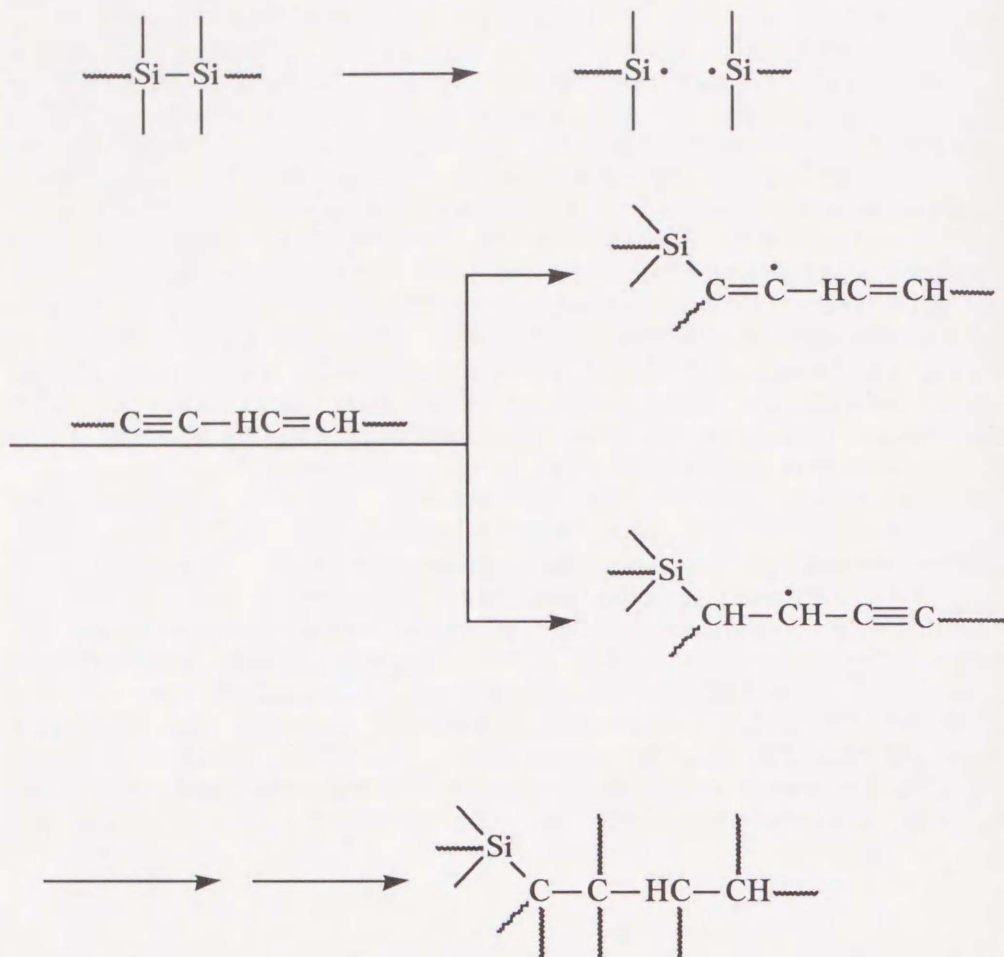 Si—Si → Si• •Si
Si
C=Ċ—HC=CH
C≡C—HC=CH
Si
CH—ĊH—C≡C
Si
C—C—HC—CH